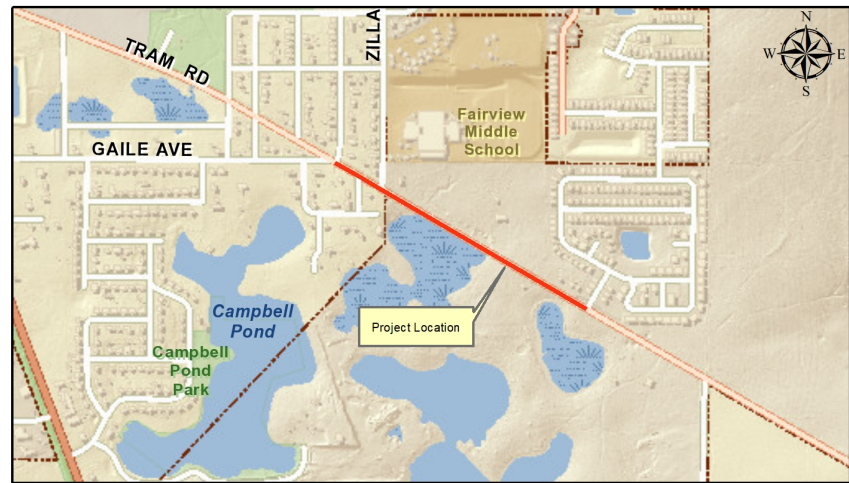 TRAM RD
ZILLA
N
W E
S
Fairview
Middle
School
GAILE AVE
Campbell
Pond
Project Location
Campbell
Pond
Park